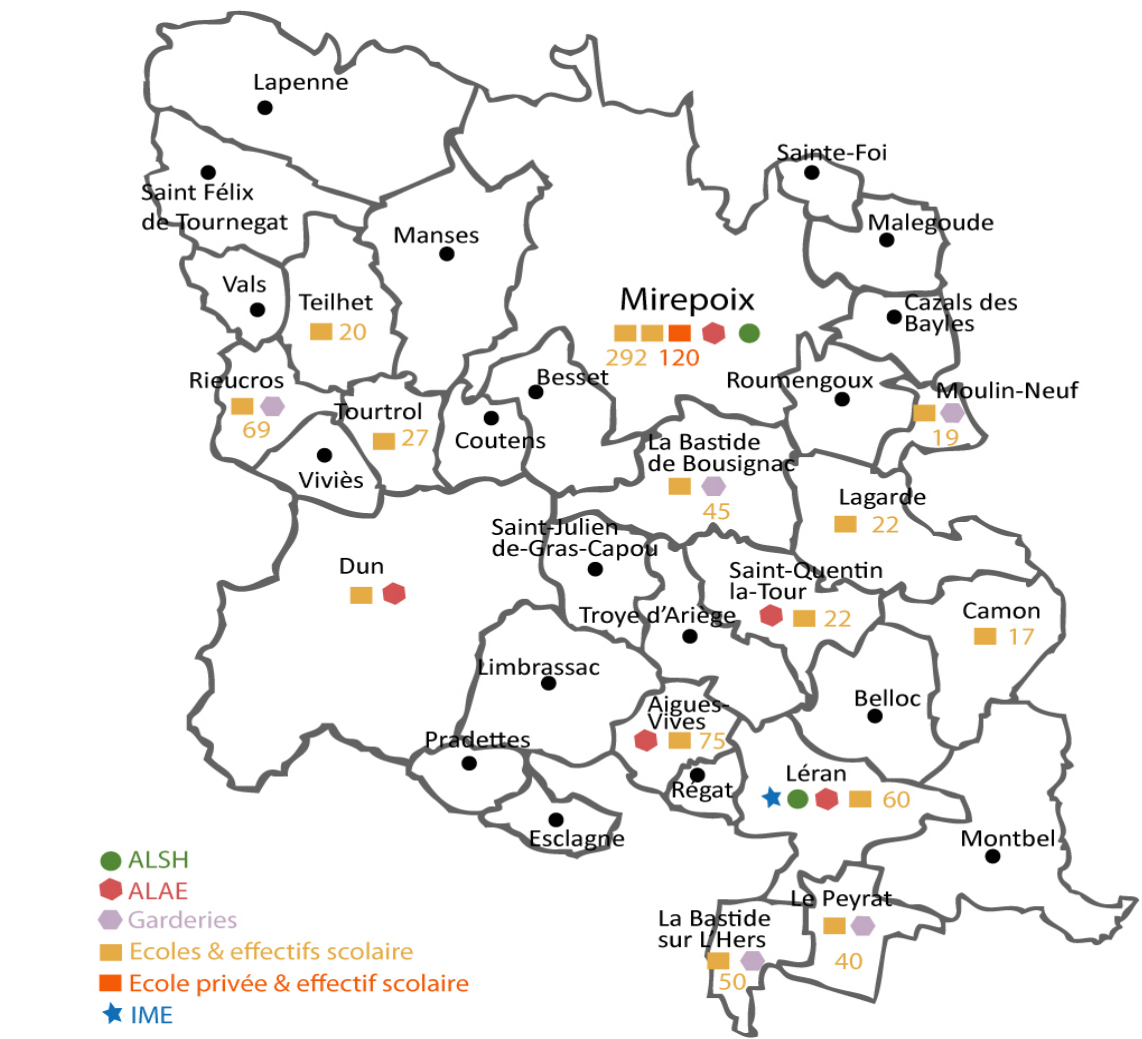 Lapenne
Sainte-Foi
Saint Félix
de Tournegat
Malegoude
Manses
Vals
Teilhet
20
Mirepoix
292 120
Cazals des
Bayles
Rieucros
69
Besset
Roumengoux
Moulin-Neuf
19
Tourtrol
27
Coutens
La Bastide
de Bousignac
45
Viviès
Lagarde
22
Saint-Julien
de-Gras-Capou
Dun
Saint-Quentin
la-Tour
22
Troye d'Ariège
Camon
17
Limbrassac
Belloc
Aigues-
Vives
75
Pradettes
Régat
Léran
60
Esclagne
Montbel
Le Peyrat
40
La Bastide
sur L'Hers
50
ALSH
ALAE
Garderies
Ecoles & effectifs scolaire
Ecole privée & effectif scolaire
IME